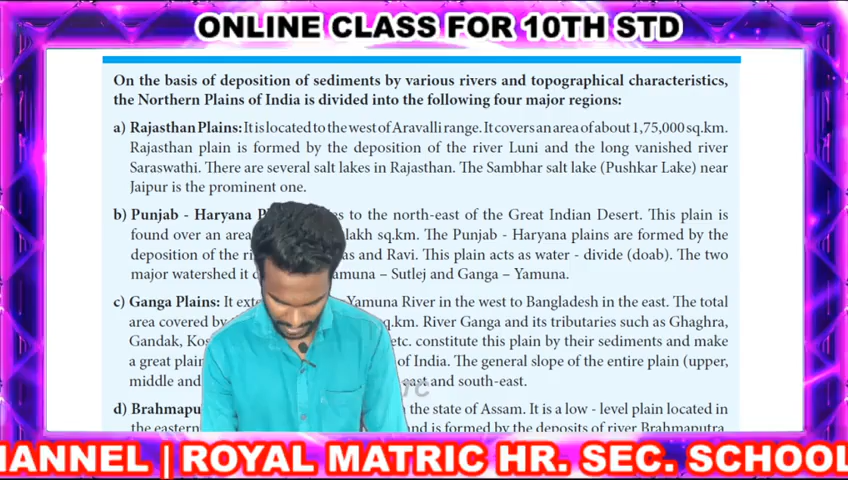 ONLINE CLASS FOR 10TH STD
On the basis of deposition of sediments by various rivers and topographical characteristics,
the Northern Plains of India is divided into the following four major regions:
a) Rajasthan Plains: It is located to the west of Aravalli range. It covers an area of about 1,75,000 sq.km.
Rajasthan plain is formed by the deposition of the river Luni and the long vanished river
Saraswathi. There are several salt lakes in Rajasthan. The Sambhar salt lake (Pushkar Lake) near
Jaipur is the prominent one.
b) Punjab - Haryana to the north-east of the Great Indian Desert. This plain is
found over an area lakh sq.km. The Punjab - Haryana plains are formed by the
deposition of the and Ravi. This plain acts as water - divide (doab). The two
major watershed it Yamuna – Sutlej and Ganga – Yamuna.
c) Ganga Plains: It Yamuna River in the west to Bangladesh in the east. The total
area covered by sq.km. River Ganga and its tributaries such as Ghaghra,
Gandak, etc. constitute this plain by their sediments and make
a great of India. The general slope of the entire plain (upper,
middle and east and south-east.
d) the state of Assam. It is a low - level plain located in
the eastern and is formed by the deposits of river Brahmaputra.
HANNEL | ROYAL MATRIC HR. SEC. SCHOOL